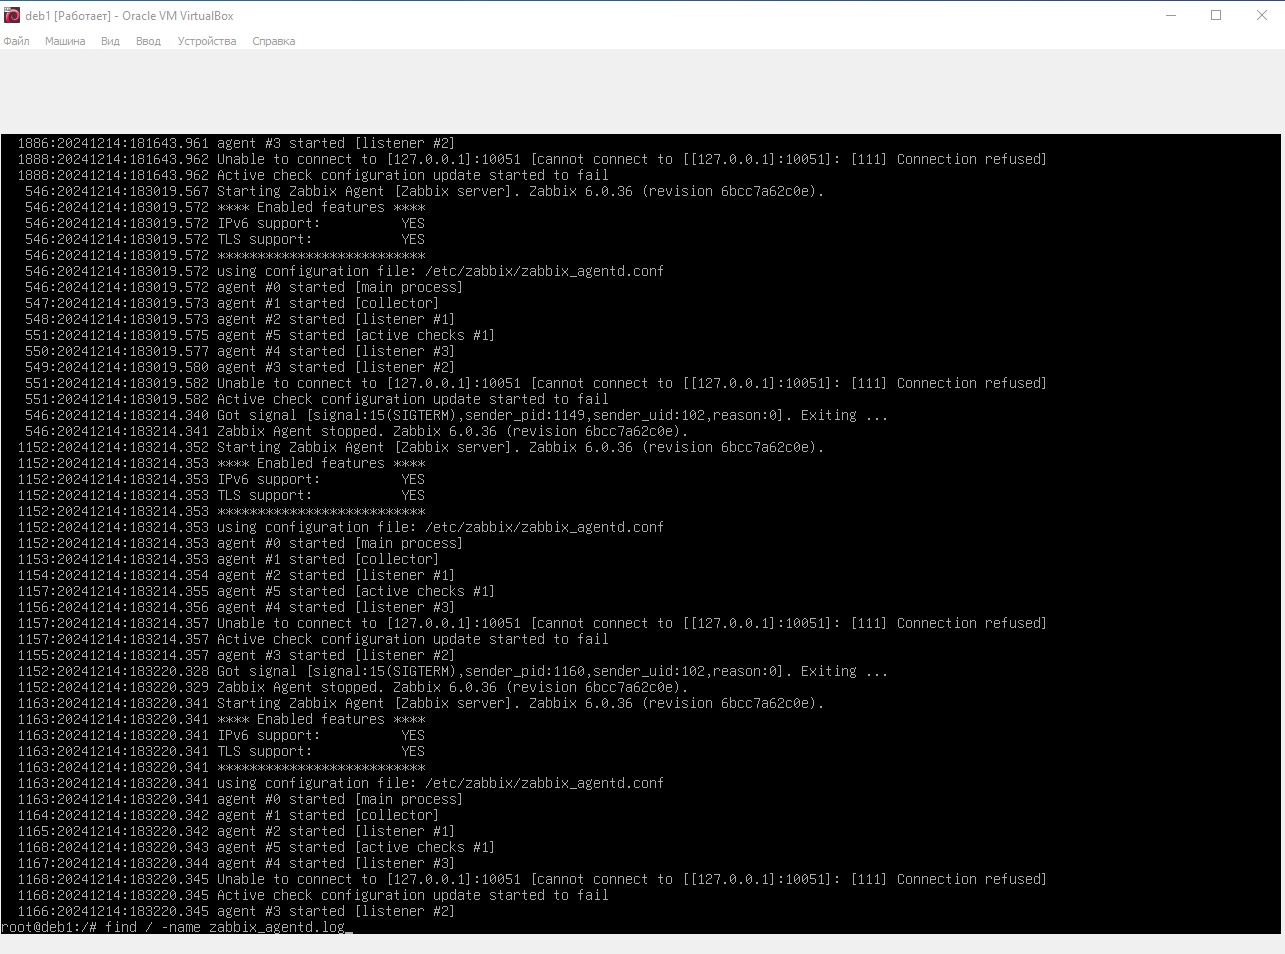 deb1 [Работает] - Oracle VM VirtualBox
Файл Машина Вид Ввод Устройства Справка
1886:20241214:181643.961 agent #3 started [listener #2]
1888:20241214:181643.962 Unable to connect to [127.0.0.1]:10051 [cannot connect to [[127.0.0.1]:10051]: [111] Connection refused]
1888:20241214:181643.962 Active check configuration update started to fail
546:20241214:183019.567 Starting Zabbix Agent [Zabbix server]. Zabbix 6.0.36 (revision 6bcc7a62c0e).
546:20241214:183019.572 **** Enabled features ****
546:20241214:183019.572 IPv6 support:          YES
546:20241214:183019.572 TLS support:           YES
546:20241214:183019.572 **************************
546:20241214:183019.572 using configuration file: /etc/zabbix/zabbix_agentd.conf
546:20241214:183019.572 agent #0 started [main process]
547:20241214:183019.573 agent #1 started [collector]
548:20241214:183019.573 agent #2 started [listener #1]
551:20241214:183019.575 agent #5 started [active checks #1]
550:20241214:183019.577 agent #4 started [listener #3]
549:20241214:183019.580 agent #3 started [listener #2]
551:20241214:183019.582 Unable to connect to [127.0.0.1]:10051 [cannot connect to [[127.0.0.1]:10051]: [111] Connection refused]
551:20241214:183019.582 Active check configuration update started to fail
546:20241214:183214.340 Got signal [signal:15(SIGTERM),sender_pid:1149,sender_uid:102,reason:0]. Exiting ...
546:20241214:183214.341 Zabbix Agent stopped. Zabbix 6.0.36 (revision 6bcc7a62c0e).
1152:20241214:183214.352 Starting Zabbix Agent [Zabbix server]. Zabbix 6.0.36 (revision 6bcc7a62c0e).
1152:20241214:183214.353 **** Enabled features ****
1152:20241214:183214.353 IPv6 support:          YES
1152:20241214:183214.353 TLS support:           YES
1152:20241214:183214.353 **************************
1152:20241214:183214.353 using configuration file: /etc/zabbix/zabbix_agentd.conf
1152:20241214:183214.353 agent #0 started [main process]
1153:20241214:183214.353 agent #1 started [collector]
1154:20241214:183214.354 agent #2 started [listener #1]
1157:20241214:183214.355 agent #5 started [active checks #1]
1156:20241214:183214.356 agent #4 started [listener #3]
1157:20241214:183214.357 Unable to connect to [127.0.0.1]:10051 [cannot connect to [[127.0.0.1]:10051]: [111] Connection refused]
1157:20241214:183214.357 Active check configuration update started to fail
1155:20241214:183214.357 agent #3 started [listener #2]
1152:20241214:183220.328 Got signal [signal:15(SIGTERM),sender_pid:1160,sender_uid:102,reason:0]. Exiting ...
1152:20241214:183220.329 Zabbix Agent stopped. Zabbix 6.0.36 (revision 6bcc7a62c0e).
1163:20241214:183220.341 Starting Zabbix Agent [Zabbix server]. Zabbix 6.0.36 (revision 6bcc7a62c0e).
1163:20241214:183220.341 **** Enabled features ****
1163:20241214:183220.341 IPv6 support:          YES
1163:20241214:183220.341 TLS support:           YES
1163:20241214:183220.341 **************************
1163:20241214:183220.341 using configuration file: /etc/zabbix/zabbix_agentd.conf
1163:20241214:183220.341 agent #0 started [main process]
1164:20241214:183220.342 agent #1 started [collector]
1165:20241214:183220.342 agent #2 started [listener #1]
1168:20241214:183220.343 agent #5 started [active checks #1]
1167:20241214:183220.344 agent #4 started [listener #3]
1168:20241214:183220.345 Unable to connect to [127.0.0.1]:10051 [cannot connect to [[127.0.0.1]:10051]: [111] Connection refused]
1168:20241214:183220.345 Active check configuration update started to fail
1166:20241214:183220.345 agent #3 started [listener #2]
root@deb1:/# find / -name zabbix_agentd.log_